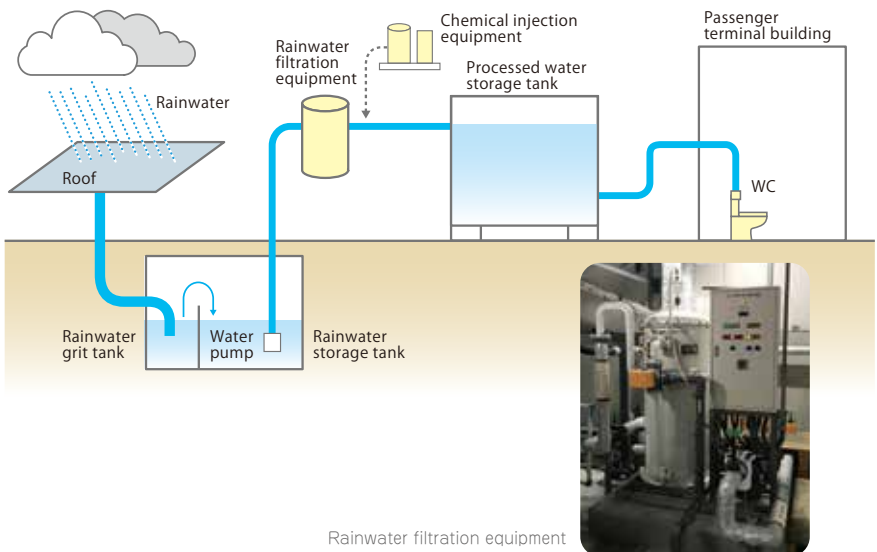 Chemical injection
equipment
Passenger
terminal building
Rainwater
filtration
equipment
Processed water
storage tank
Rainwater
Roof
WC
Rainwater
grit tank
Water
pump
Rainwater
storage tank
Rainwater filtration equipment